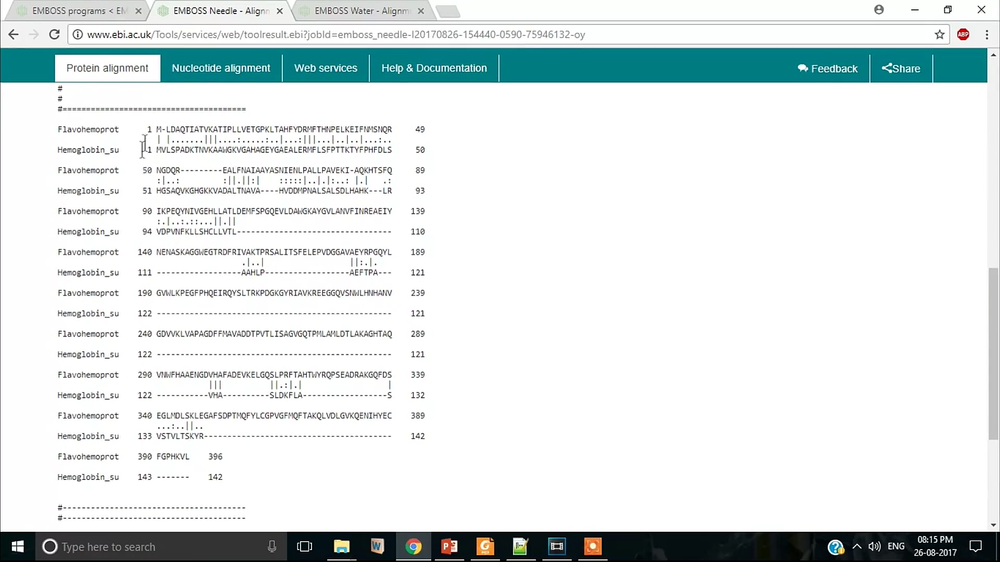 EMBOSS programs < EM
EMBOSS Needle - Alignn
EMBOSS Water - Alignm
www.ebi.ac.uk/Tools/services/web/toolresult.ebi?jobId=emboss_needle-I20170826-154440-0590-75946132-oy
ABP
Protein alignment
Nucleotide alignment
Web services
Help & Documentation
Feedback
Share
#
#
#=======================================
Flavohemoprot 1 M-LDAQTIATVKATIPLLVETGPKLTAHFYDRMFTHNPELKEIFNMSNQR 49
| |.......|||....:.....:..|...:|||...|..|..|...:..
Hemoglobin_su 1 MVLSPADKTNVKAAWGKVGAHAGEYGAEALERMFLSFPTTKTYFPHFDLS 50
Flavohemoprot 50 NGDQR---------EALFNAIAAYASNIENLPALLPAVEKI-AQKHTSFQ 89
:|..: :||.||:| :::::|..|.|:..: |.| .:
Hemoglobin_su 51 HGSAQVKGHGKKVADALTNAVA----HVDDMPNALSALSDLHAHK---LR 93
Flavohemoprot 90 IKPEQYNIVGEHLLATLDEMFSPGQEVLDAWGKAYGVLANVFINREAEIY 139
:.|..:.::...||.||
Hemoglobin_su 94 VDPVNFKLLSHCLLVTL--------------------------------- 110
Flavohemoprot 140 NENASKAGGWEGTRDFRIVAKTPRSALITSFELEPVDGGAVAEYRPGQYL 189
.|..| ||:.|.
Hemoglobin_su 111 ------------------AAHLP------------------AEFTPA--- 121
Flavohemoprot 190 GVWLKPEGFPHQEIRQYSLTRKPDGKGYRIAVKREEGGQVSNWLHNHANV 239
Hemoglobin_su 122 -------------------------------------------------- 121
Flavohemoprot 240 GDVVKLVAPAGDFFMAVADDTPVTLISAGVGQTPMLAMLDTLAKAGHTAQ 289
Hemoglobin_su 122 -------------------------------------------------- 121
Flavohemoprot 290 VNWFHAAENGDVHAFADEVKELGQSLPRFTAHTWYRQPSEADRAKGQFDS 339
||| ||.:|.| |
Hemoglobin_su 122 -----------VHA----------SLDKFLA------------------S 132
Flavohemoprot 340 EGLMDLSKLEGAFSDPTMQFYLCGPVGFMQFTAKQLVDLGVKQENIHYEC 389
...:..||..
Hemoglobin_su 133 VSTVLTSKYR---------------------------------------- 142
Flavohemoprot 390 FGPHKVL 396
Hemoglobin_su 143 ------- 142
#---------------------------------------
#---------------------------------------
Type here to search
ENG
08:15 PM
26-08-2017